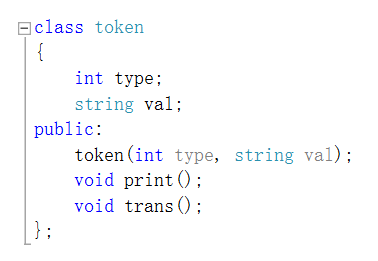 class token
{
    int type;
    string val;
public:
    token(int type, string val);
    void print();
    void trans();
};